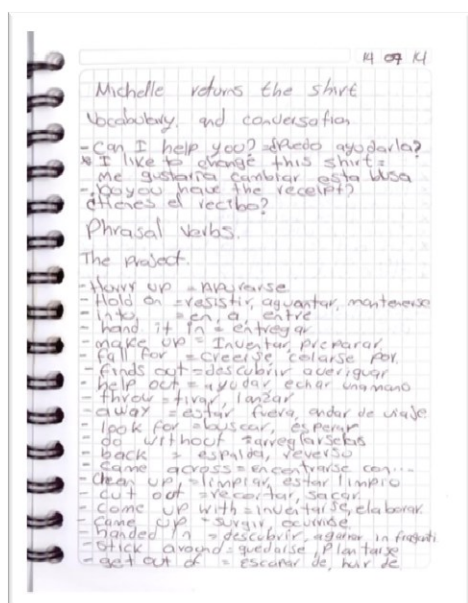 14 07 14
Michelle returns the shirt
Vocabulary and conversation
- Can I help you? = ¿Puedo ayudarla?
* I like to change this shirt =
me gustaria cambiar esta blusa
- Do you have the receipt?
¿tienes el recibo?
Phrasal verbs.
The project.
- Hurry up = apurarse
- Hold on = resistir, aguantar, mantenerse
- into, = en, a, entre
- hand it in = entregar
- make up = Inventar, preparar
- fall for = creerse, colarse por
- finds out = descubrir averiguar
- help out = ayudar, echar una mano
- throw = tirar, lanzar
- away = estar fuera, andar de viaje
- look for = buscar, esperar
- do without = arreglarselas
- back = espalda, reverso
- came across = encontrarse con...
- clean up, = limpiar, estar limpio
- cut out = recortar, sacar
- come up with = inventarse, elaborar
- came up = surgir
- handed in = descubrir, agarrar in
- stick around = quedarse, plantarse
- get out of = escapar de, huir de